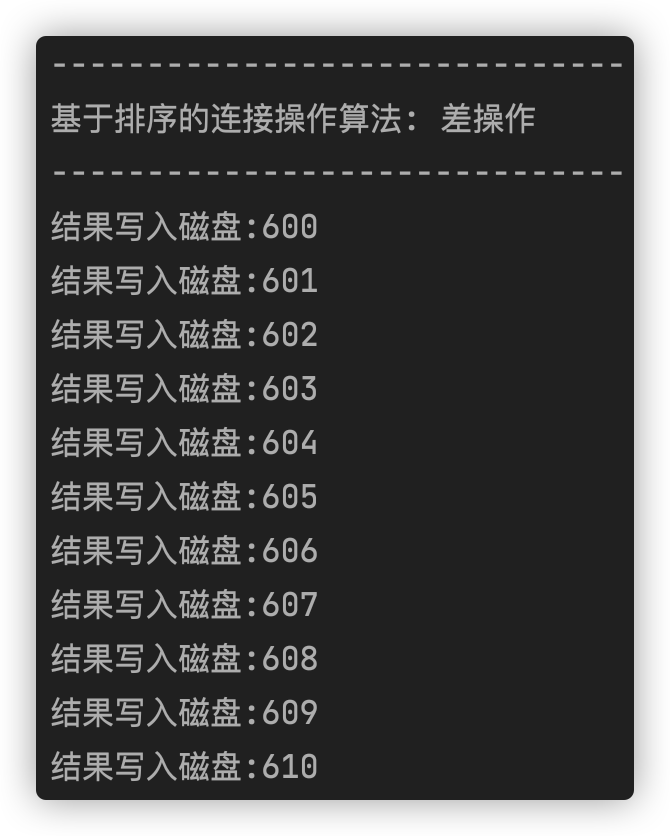 ------------------------------
基于排序的连接操作算法: 差操作
------------------------------
结果写入磁盘:600
结果写入磁盘:601
结果写入磁盘:602
结果写入磁盘:603
结果写入磁盘:604
结果写入磁盘:605
结果写入磁盘:606
结果写入磁盘:607
结果写入磁盘:608
结果写入磁盘:609
结果写入磁盘:610